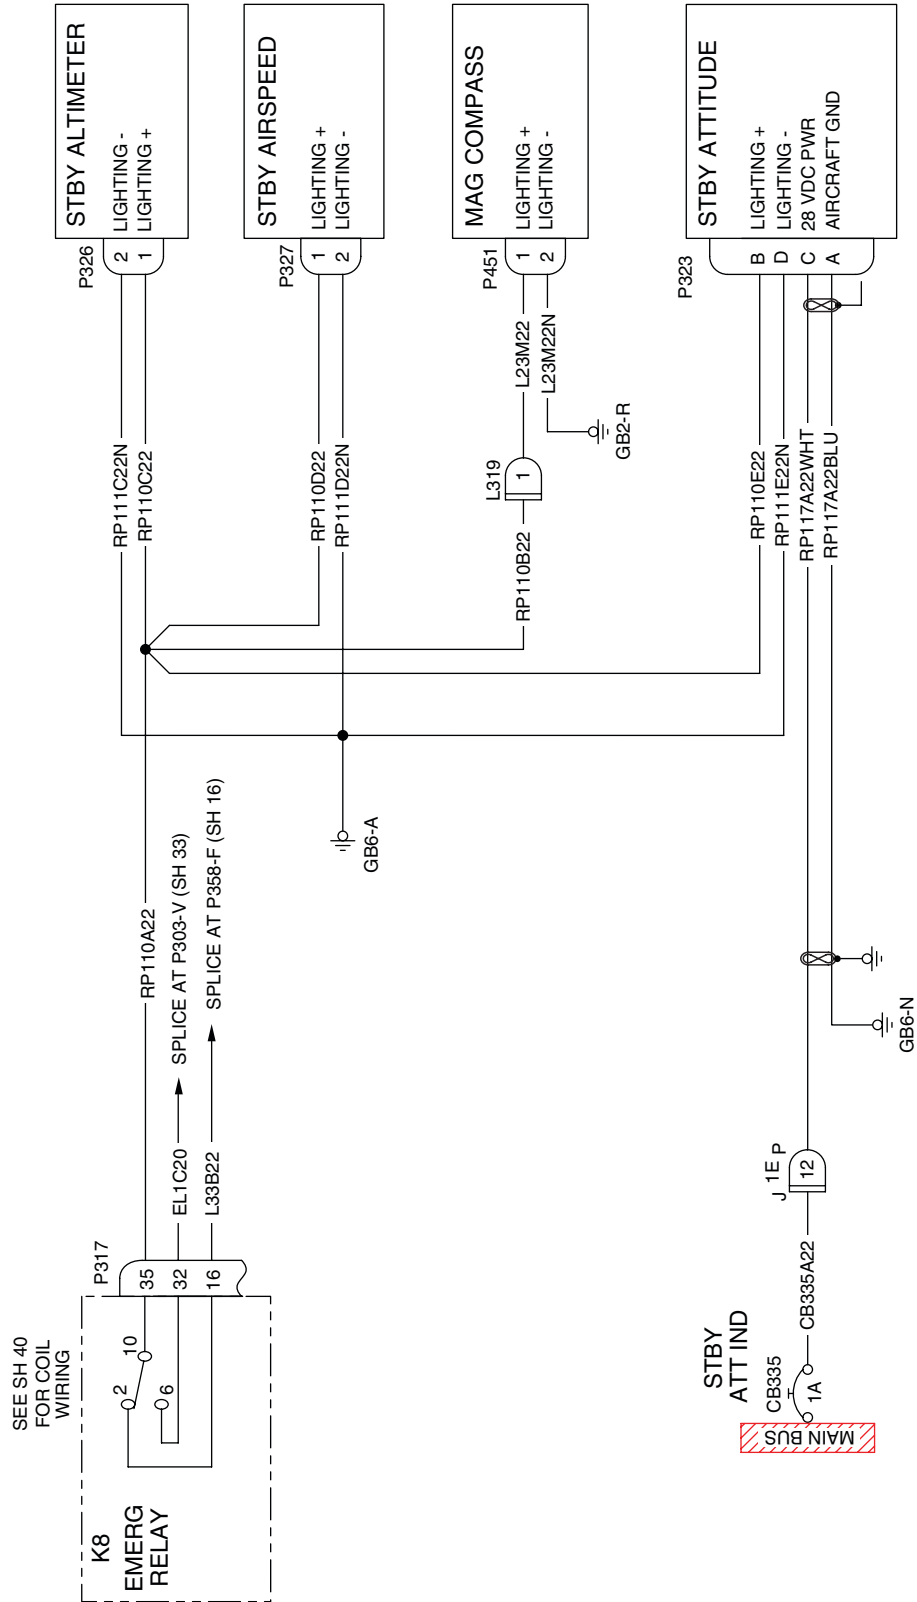 SEE SH 40
FOR COIL
WIRING
K8
EMERG
RELAY
2
10
6
P317
35
32
16
RP110A22
EL1C20
SPLICE AT P303-V (SH 33)
L33B22
SPLICE AT P358-F (SH 16)
GB6-A
RP111C22N
RP110C22
P326
2
1
STBY ALTIMETER
LIGHTING -
LIGHTING +
RP110D22
RP111D22N
P327
1
2
STBY AIRSPEED
LIGHTING +
LIGHTING -
RP110B22
L319
1
L23M22
L23M22N
GB2-R
P451
1
2
MAG COMPASS
LIGHTING +
LIGHTING -
RP110E22
RP111E22N
RP117A22WHT
RP117A22BLU
P323
B
D
C
A
STBY ATTITUDE
LIGHTING +
LIGHTING -
28 VDC PWR
AIRCRAFT GND
STBY
ATT IND
CB335
1A
MAIN BUS
CB335A22
J 1E P
12
GB6-N